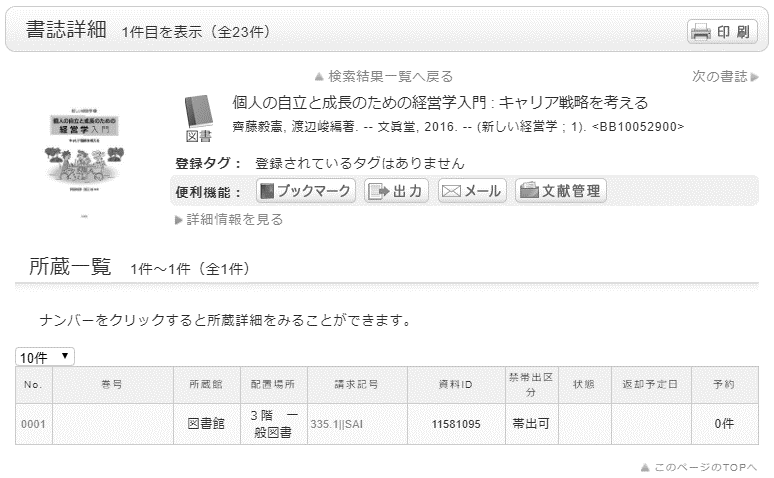 書誌詳細 1件目を表示（全23件）
印 刷
▲ 検索結果一覧へ戻る 次の書誌 ▶
個人の自立と成長のための経営学入門 : キャリア戦略を考える
齊藤毅憲, 渡辺峻編著. -- 文眞堂, 2016. -- (新しい経営学 ; 1). <BB10052900>
図書
個人の自立と成長のための
経営学入門
登録タグ： 登録されているタグはありません
便利機能： ブックマーク 出力 メール 文献管理
▶詳細情報を見る
所蔵一覧 1件～1件（全1件）
ナンバーをクリックすると所蔵詳細をみることができます。
10件 ▼
No. 巻号 所蔵館 配置場所 請求記号 資料ID 禁帯出区分 状態 返却予定日 予約
0001 図書館 3階 一般図書 335.1||SAI 11581095 帯出可 0件
▲ このページのTOPへ